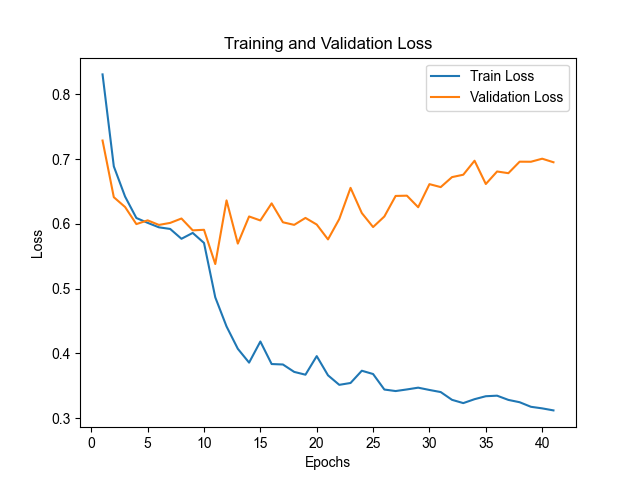 Training and Validation Loss
Train Loss
Validation Loss
0.8
0.7
0.6
0.5
0.4
0.3
Loss
0 5 10 15 20 25 30 35 40
Epochs